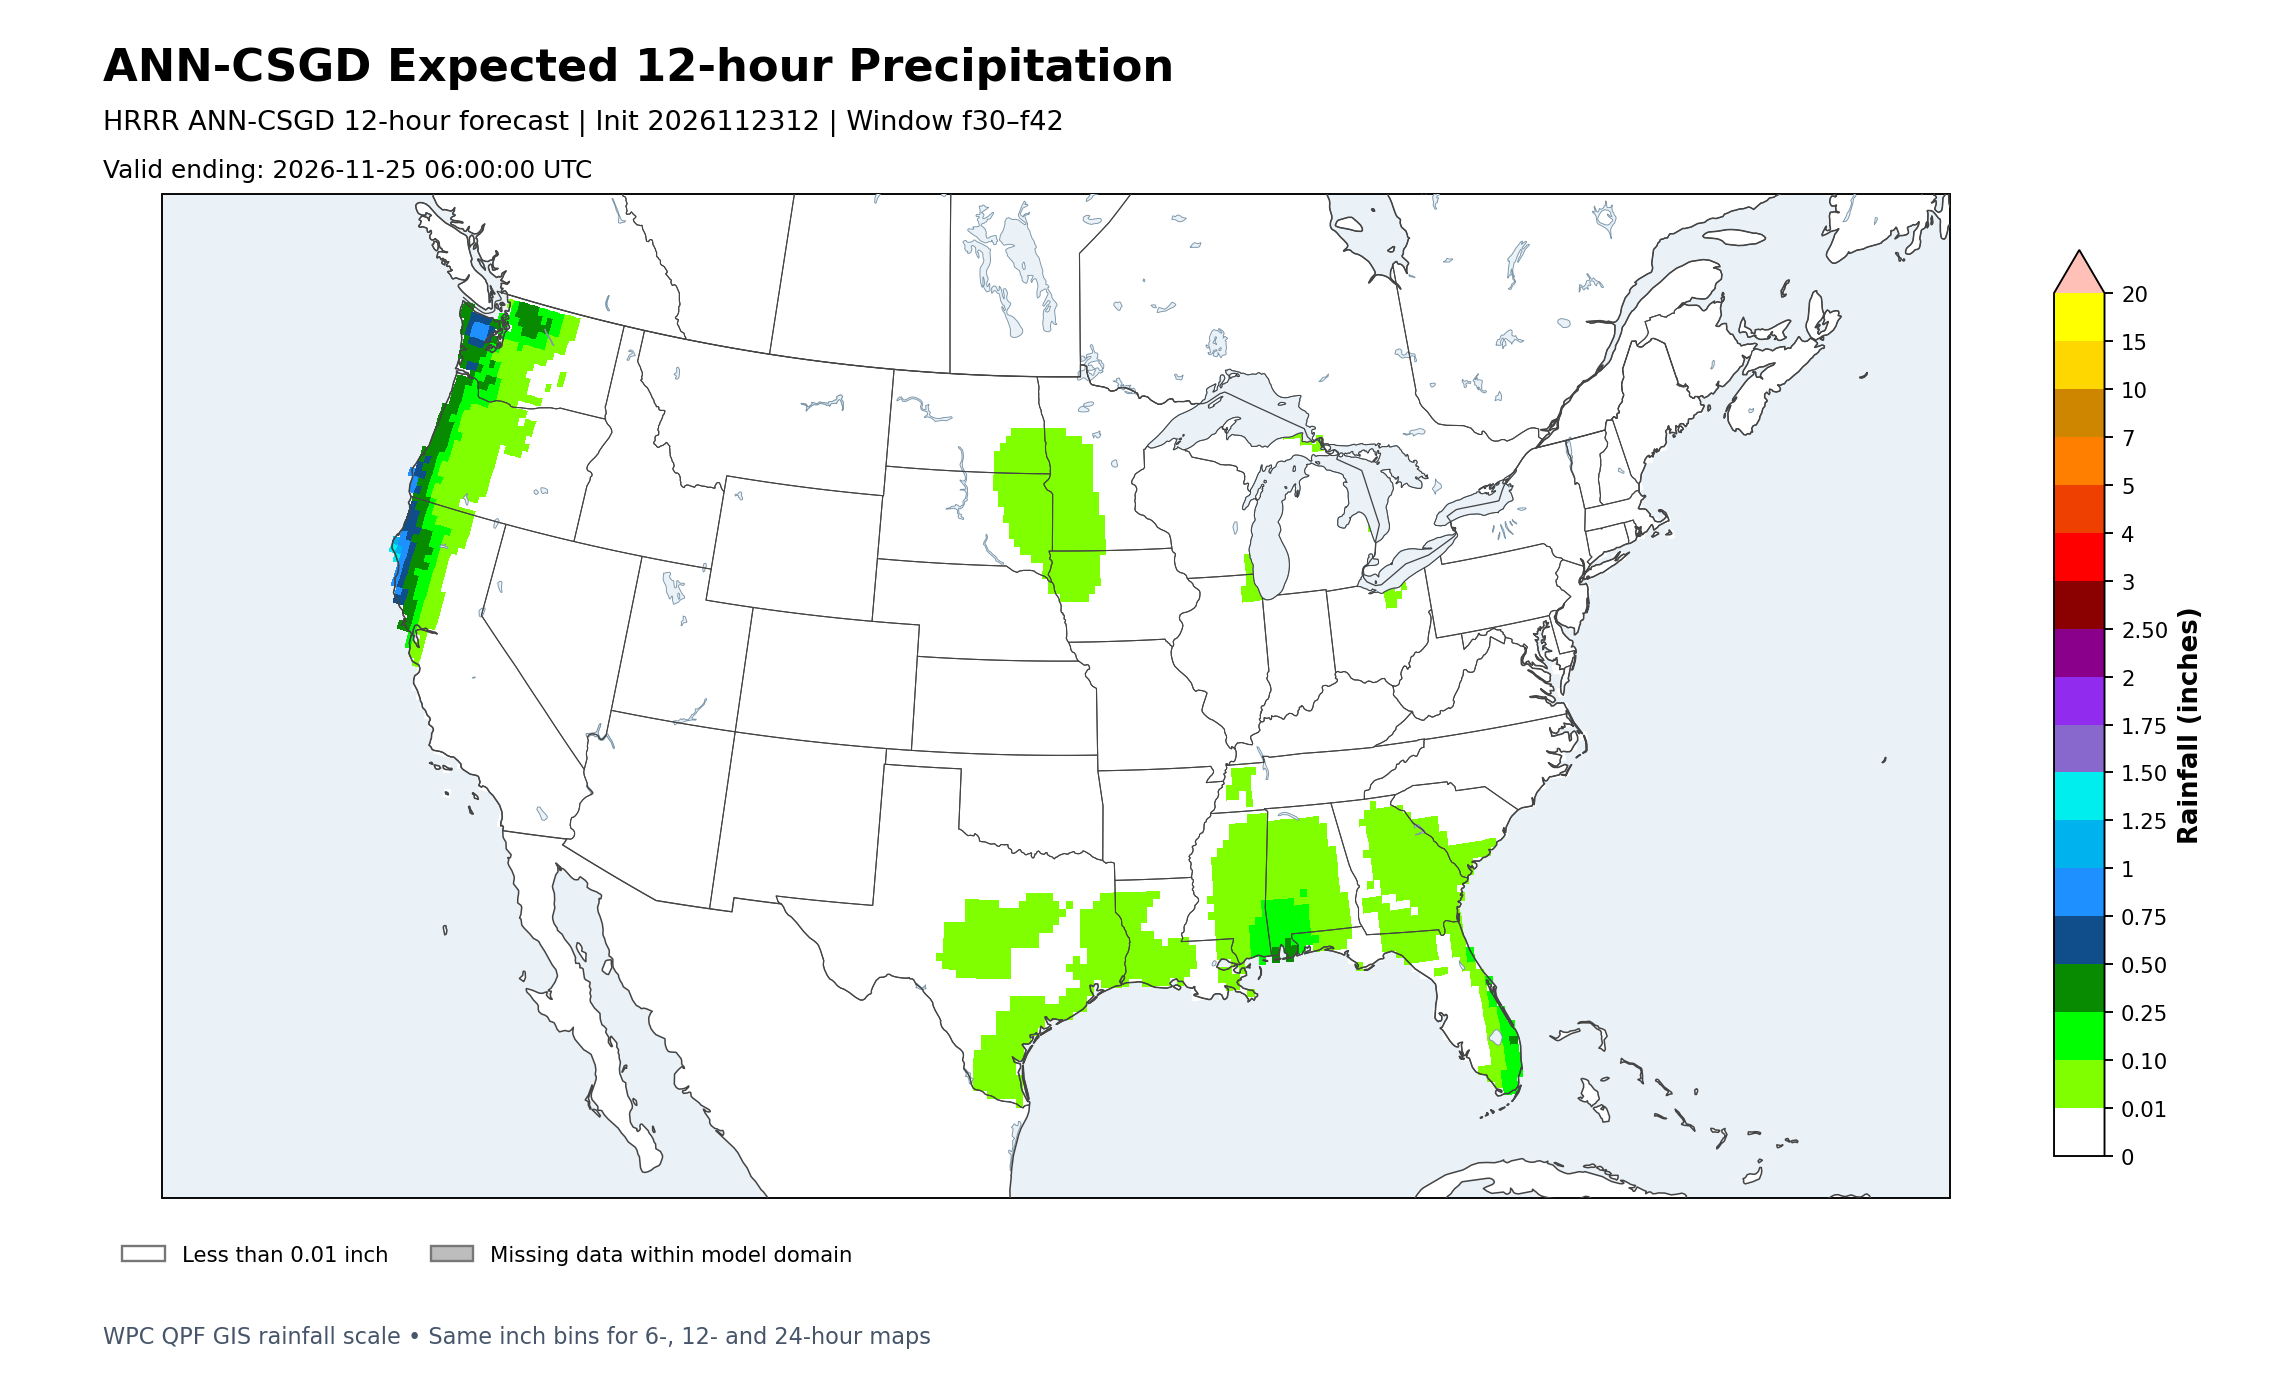 ANN-CSGD Expected 12-hour Precipitation
HRRR ANN-CSGD 12-hour forecast | Init 2026112312 | Window f30–f42
Valid ending: 2026-11-25 06:00:00 UTC
20
15
10
7
5
4
3
2.50
2
1.75
1.50
1.25
1
0.75
0.50
0.25
0.10
0.01
0
Rainfall (inches)
Less than 0.01 inch
Missing data within model domain
WPC QPF GIS rainfall scale • Same inch bins for 6-, 12- and 24-hour maps